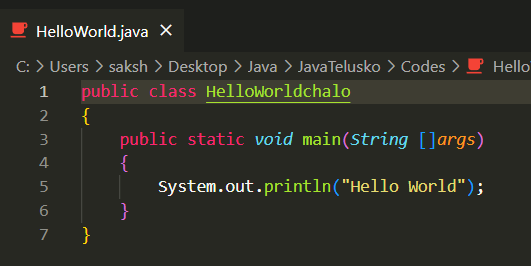 HelloWorld.java ×
C: > Users > saksh > Desktop > Java > JavaTelusko > Codes > Hello
1 public class HelloWorldchalo
2 {
3     public static void main(String []args)
4     {
5         System.out.println("Hello World");
6     }
7 }